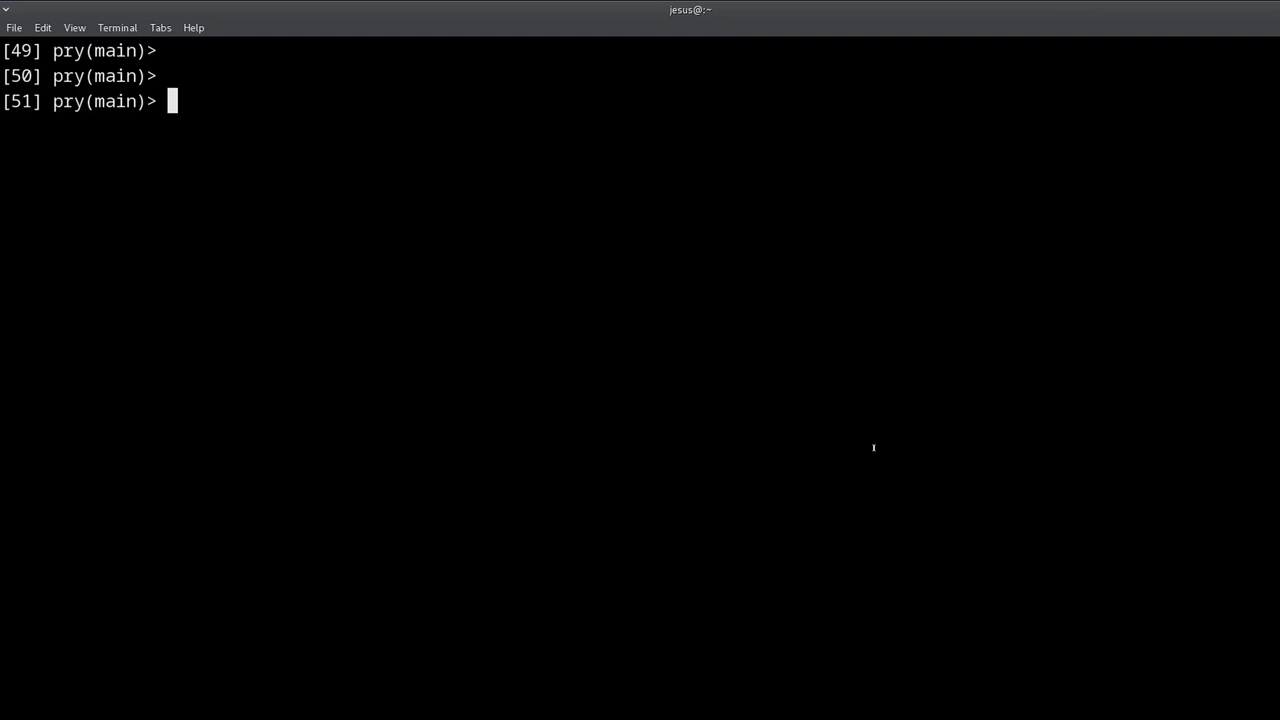 jesus@:~
File Edit View Terminal Tabs Help
[49] pry(main)>
[50] pry(main)>
[51] pry(main)>